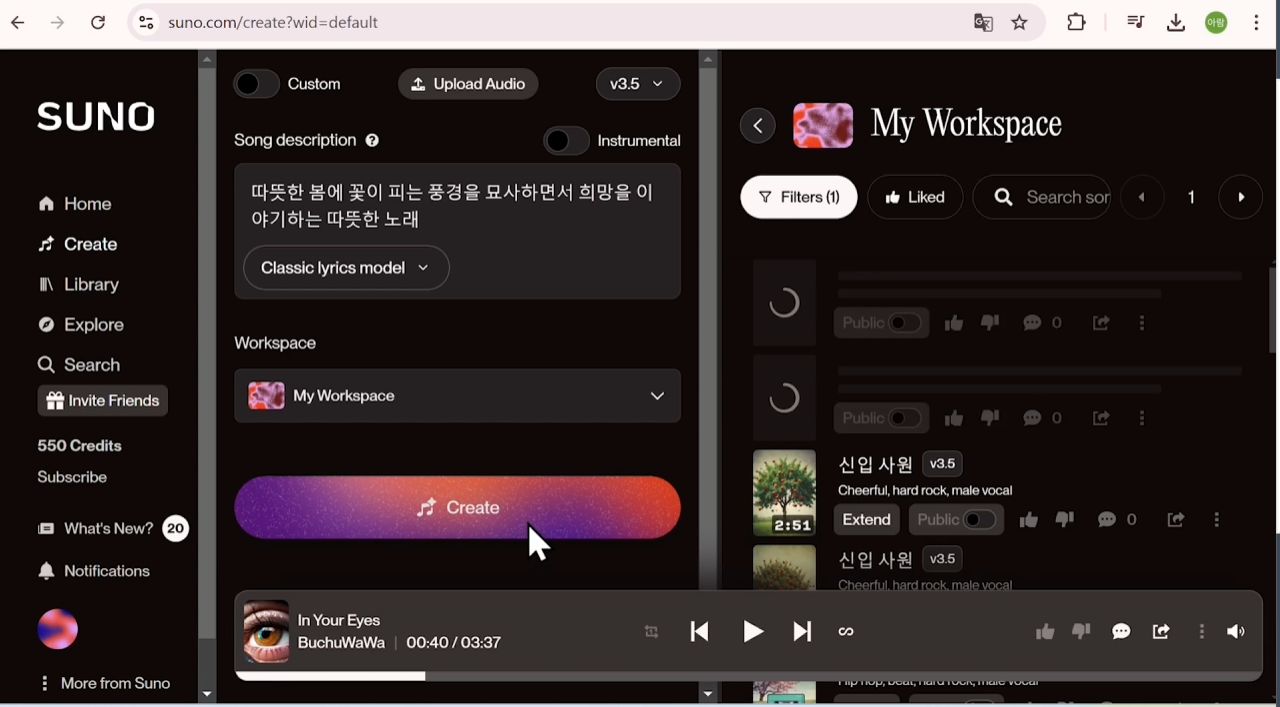 suno.com/create?wid=default
아람
SUNO
Home
Create
Library
Explore
Search
Invite Friends
550 Credits
Subscribe
What's New? 20
Notifications
More from Suno
Custom
Upload Audio
v3.5
Song description
Instrumental
따뜻한 봄에 꽃이 피는 풍경을 묘사하면서 희망을 이
야기하는 따뜻한 노래
Classic lyrics model
Workspace
My Workspace
Create
My Workspace
Filters (1)
Liked
Search sor
1
Public
0
Public
0
신입 사원 v3.5
Cheerful, hard rock, male vocal
2:51
Extend
Public
0
신입 사원 v3.5
Cheerful, hard rock, male vocal
In Your Eyes
BuchuWaWa | 00:40 / 03:37
Hip hop, beat, hard rock, male vocal